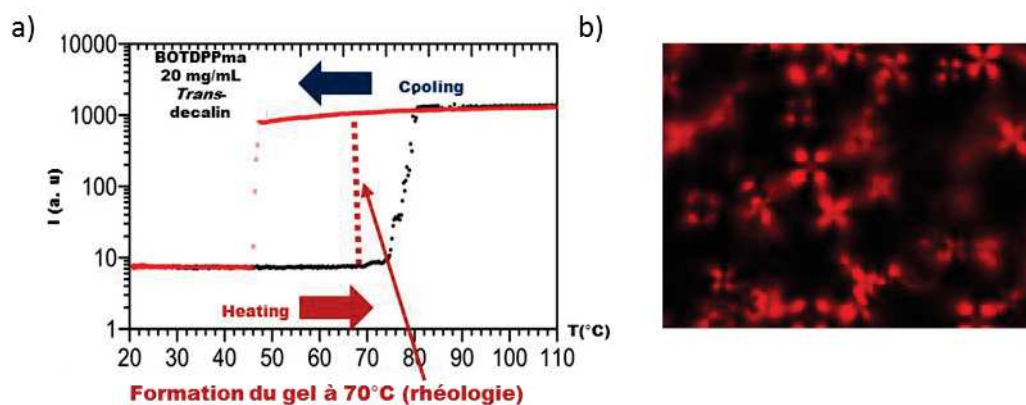 a)
b)
10000
1000
100
10
1
I (a. u)
BOTDPPma
20 mg/mL
Trans-
decalin
Cooling
Heating
T(°C)
20 30 40 50 60 70 80 90 100 110
Formation du gel à 70°C (rhéologie)